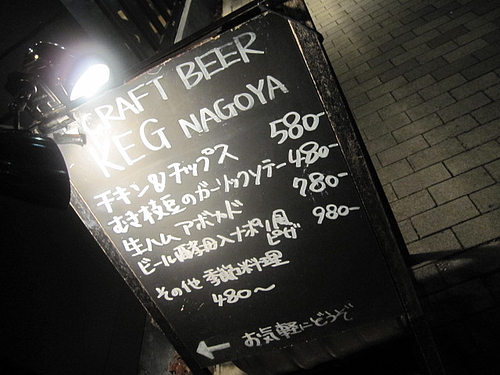 CRAFT BEER
KEG NAGOYA
チキン&チップス 580-
むき枝豆のガーリックソテー 480-
生ハム アボカド 780-
ビール酵母入ナポリ風ピザ 980-
その他 季節料理
480~
← お気軽にどうぞ